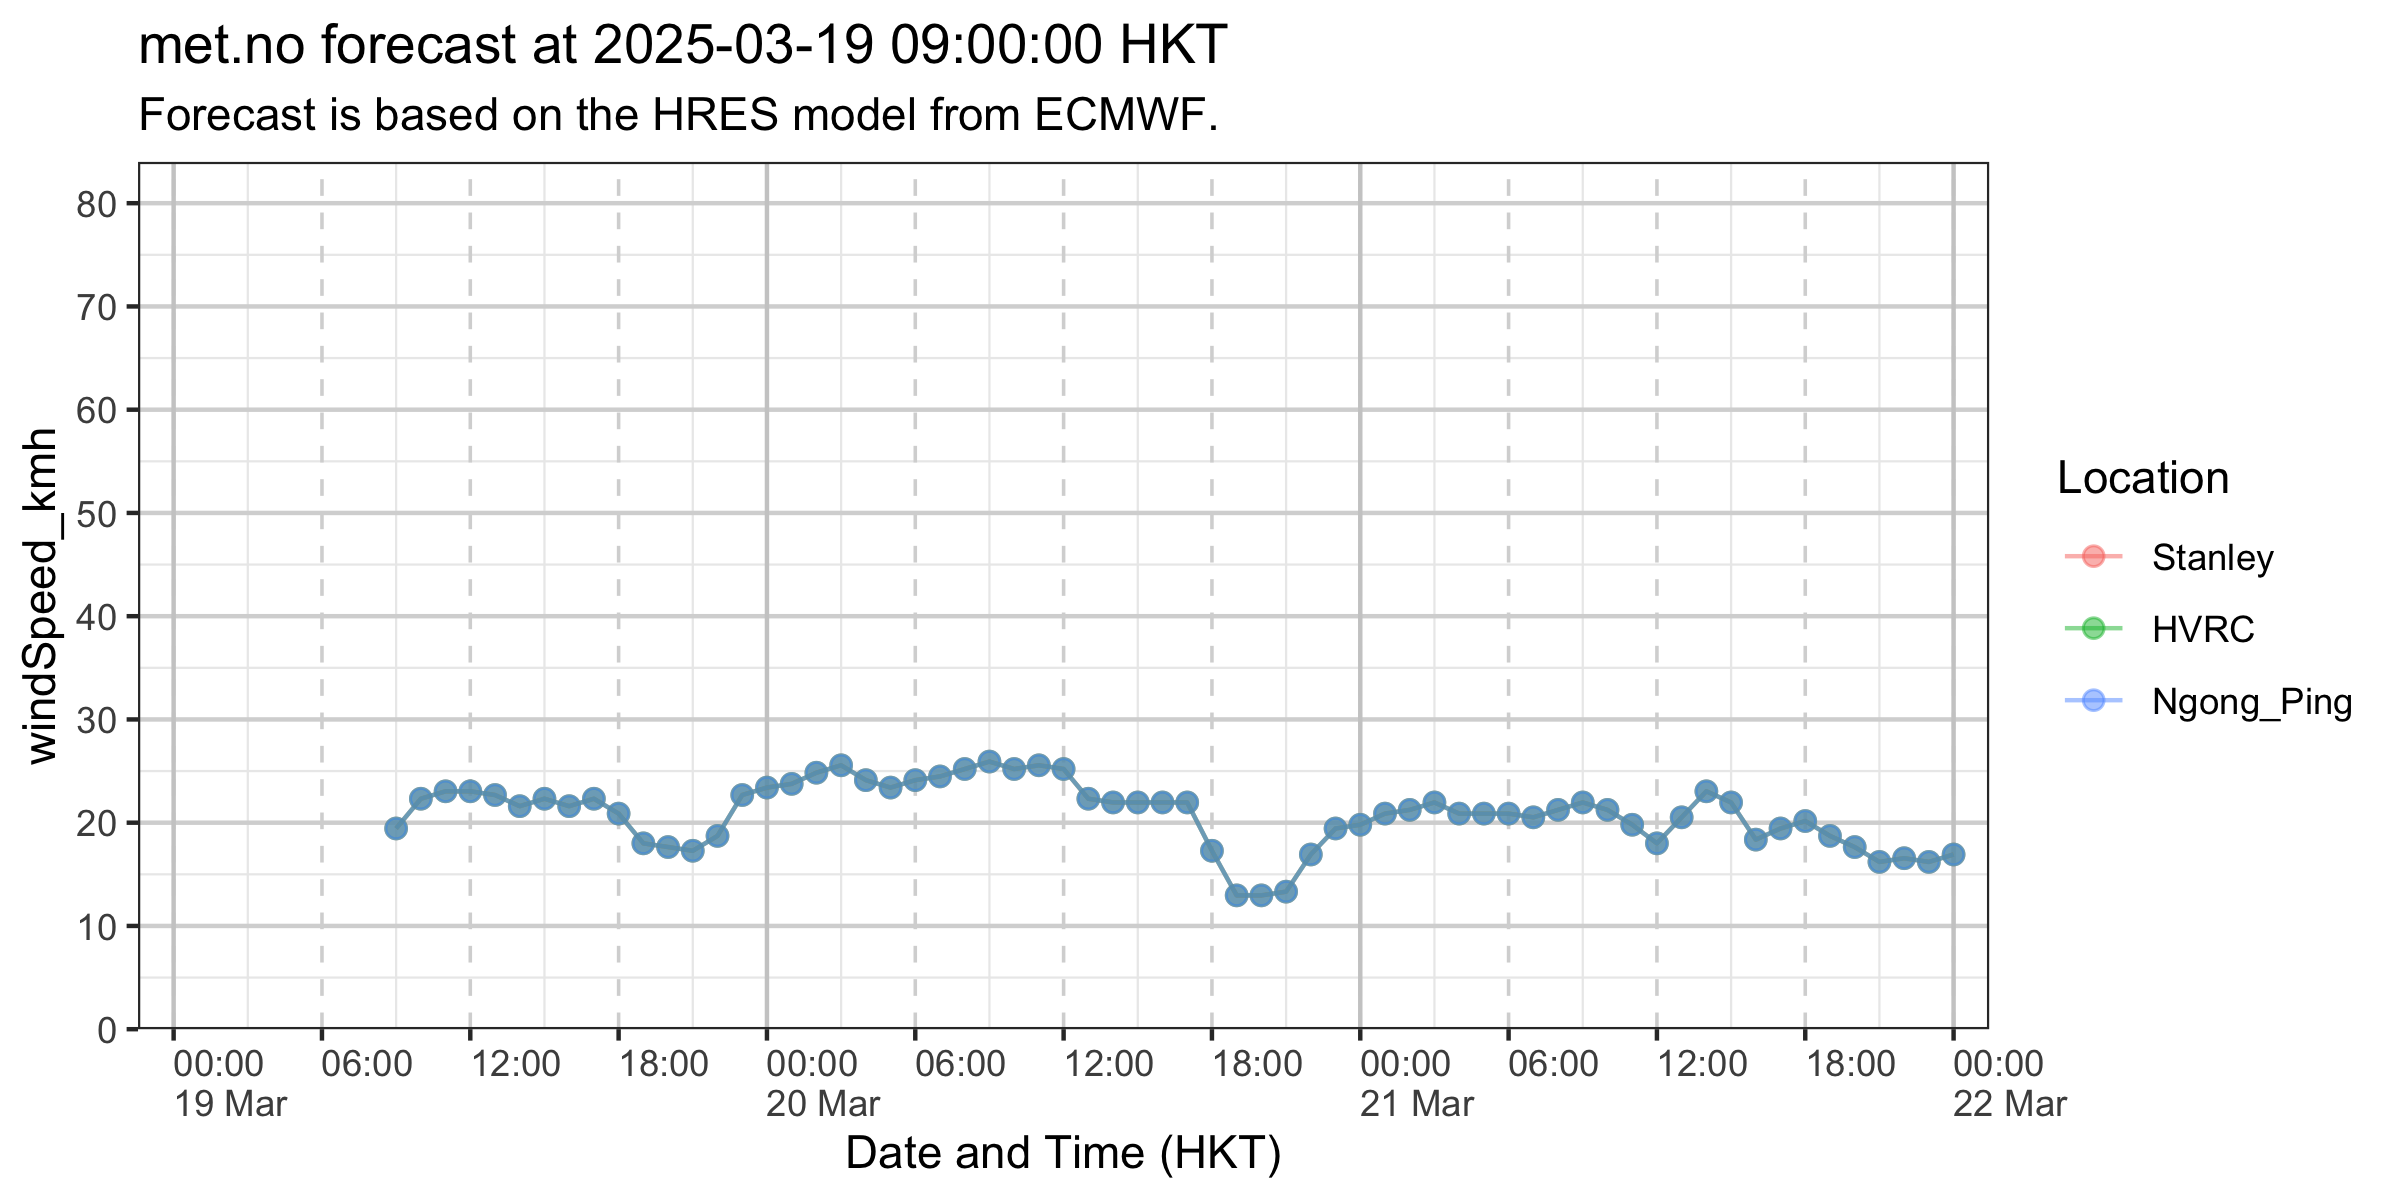 met.no forecast at 2025-03-19 09:00:00 HKT
Forecast is based on the HRES model from ECMWF.
windSpeed_kmh
80
70
60
50
40
30
20
10
0
00:00 06:00 12:00 18:00 00:00 06:00 12:00 18:00 00:00 06:00 12:00 18:00 00:00
19 Mar 20 Mar 21 Mar 22 Mar
Date and Time (HKT)
Location
Stanley
HVRC
Ngong_Ping